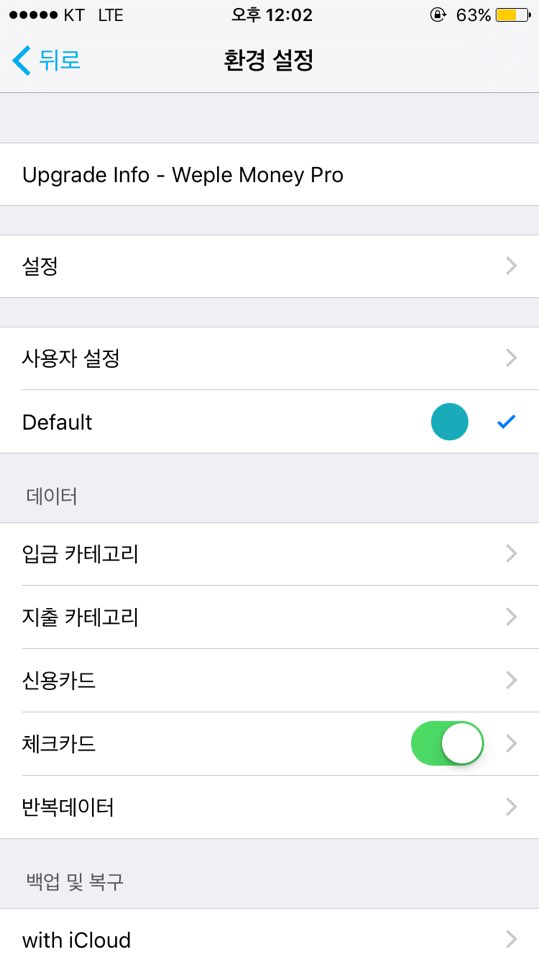 KT LTE 오후 12:02 63%
뒤로 환경 설정
Upgrade Info - Weple Money Pro
설정
사용자 설정
Default
데이터
입금 카테고리
지출 카테고리
신용카드
체크카드
반복데이터
백업 및 복구
with iCloud